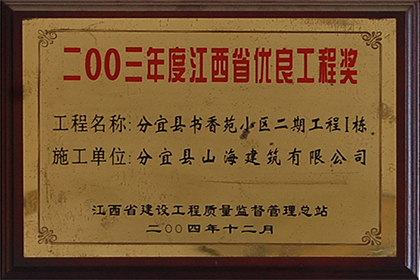 二00三年度江西省优良工程奖
工程名称:分宜县书香苑小区二期工程1栋
施工单位:分宜县山海建筑有限公司
江西省建设工程质量监督管理总站
二00四年十二月